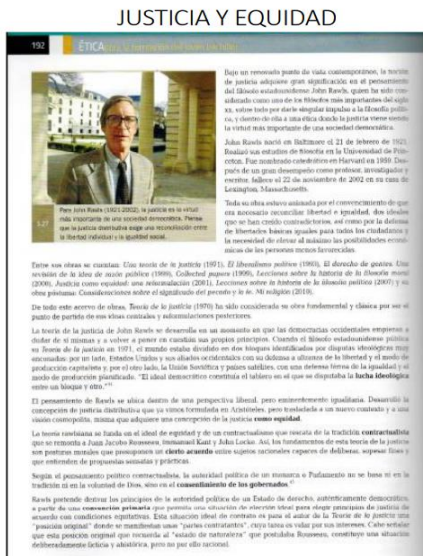 JUSTICIA Y EQUIDAD
192
ÉTICA
Bajo un renovado punto de vista contemporáneo, la noción
de justicia adquiere gran significación en el pensamiento
del filósofo estadounidense John Rawls, quien ha sido con-
siderado como uno de los filósofos más importantes del siglo
xx, sobre todo por darle singular impulso a la filosofía políti-
ca, y dentro de ella a una ética donde la justicia viene siendo
la virtud más importante de una sociedad democrática.
John Rawls nació en Baltimore el 21 de febrero de 1921.
Realizó sus estudios de filosofía en la Universidad de Prin-
ceton. Fue nombrado catedrático en Harvard en 1959. Des-
pués de un gran desempeño como profesor, investigador y
escritor, fallece el 22 de noviembre de 2002 en su casa de
Lexington, Massachusetts.
Toda su obra estuvo animada por el convencimiento de que
era necesario reconciliar libertad e igualdad, dos ideales
que se han creído contradictorios, así como por la defensa
de libertades básicas iguales para todos los ciudadanos y
la necesidad de elevar al máximo las posibilidades econó-
micas de las personas menos favorecidas.
Para John Rawls (1921-2002), la justicia es la virtud
más importante de una sociedad democrática. Piensa
que la justicia distributiva exige una reconciliación entre
la libertad individual y la igualdad social.
Entre sus obras se cuentan: Una teoría de la justicia (1971), El liberalismo político (1993), El derecho de gentes. Una
revisión de la idea de razón pública (1999), Collected papers (1999), Lecciones sobre la historia de la filosofía moral
(2000), Justicia como equidad: una reformulación (2001), Lecciones sobre la historia de la filosofía política (2007) y su
obra póstuma: Consideraciones sobre el significado del pecado y la fe. Mi religión (2010).
De todo este acervo de obras, Teoría de la justicia (1970) ha sido considerada su obra fundamental y clásica por ser el
punto de partida de sus ideas centrales y reformulaciones posteriores.
La teoría de la justicia de John Rawls se desarrolla en un momento en que las democracias occidentales empiezan a
dudar de sí mismas y a volver a poner en cuestión sus propios principios. Cuando el filósofo estadounidense publica
su Teoría de la justicia en 1971, el mundo estaba dividido en dos bloques identificados por disputas ideológicas muy
enconadas: por un lado, Estados Unidos y sus aliados occidentales con su defensa a ultranza de la libertad y el modo de
producción capitalista y por el otro lado, la Unión Soviética y países satélites, con una defensa férrea de la igualdad y el
modo de producción planificado. "El ideal democrático constituía el tablero en el que se disputaba la lucha ideológica
entre un bloque y otro."
El pensamiento de Rawls se ubica dentro de una perspectiva liberal, pero eminentemente igualitaria. Desarrolló la
concepción de justicia distributiva que ya vimos formulada en Aristóteles, pero trasladada a un nuevo contexto y a una
visión cosmopolita, misma que adquiere una concepción de la justicia como equidad.
La teoría rawlsiana se funda en el ideal de equidad y de un contractualismo que rescata de la tradición contractualista
que se remonta a Juan Jacobo Rousseau, Immanuel Kant y John Locke. Así, los fundamentos de esta teoría de la justicia
son posturas morales que presuponen un cierto acuerdo entre sujetos racionales capaces de deliberar, sopesar fines y
que entienden de propuestas sensatas y prácticas.
Según el pensamiento político contractualista, la autoridad política de un monarca o Parlamento no se basa ni en la
tradición ni en la voluntad de Dios, sino en el consentimiento de los gobernados.
Rawls pretende derivar los principios de la autoridad política de un Estado de derecho, auténticamente democrático,
a partir de una convención primaria que permita una situación de elección ideal para elegir principios de justicia de
acuerdo con condiciones equitativas. Esta situación ideal de contrato es para el autor de la Teoría de la justicia una
"posición original" donde se manifiestan unas "partes contratantes", cuya tarea es velar por sus intereses. Cabe señalar
que esta posición original que recuerda al "estado de naturaleza" que postulaba Rousseau, constituye una situación
deliberadamente ficticia y ahistórica, pero no por ello racional.